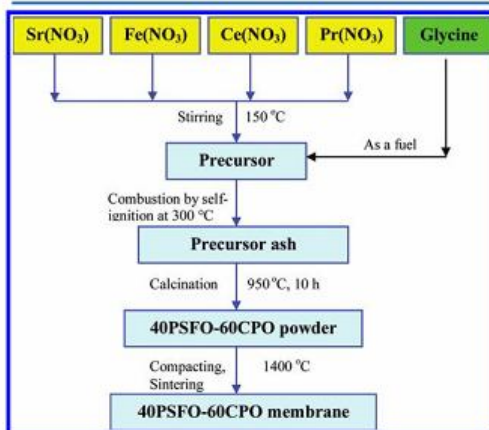 Sr(NO3) Fe(NO3) Ce(NO3) Pr(NO3) Glycine
Stirring 150 °C
As a fuel
Precursor
Combustion by self-
ignition at 300 °C
Precursor ash
Calcination 950°C, 10 h
40PSFO-60CPO powder
Compacting, 1400 °C
Sintering
40PSFO-60CPO membrane